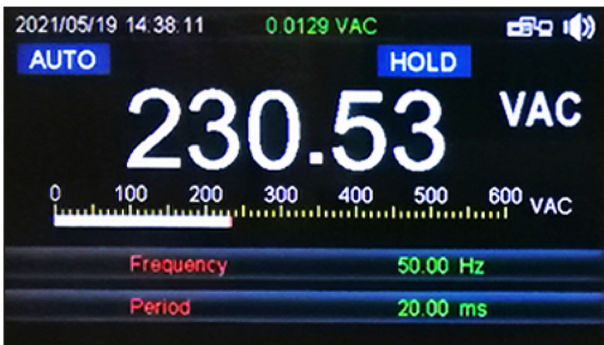 2021/05/19 14:38:11 0.0129 VAC
AUTO HOLD
230.53 VAC
0 100 200 300 400 500 600 VAC
Frequency 50.00 Hz
Period 20.00 ms